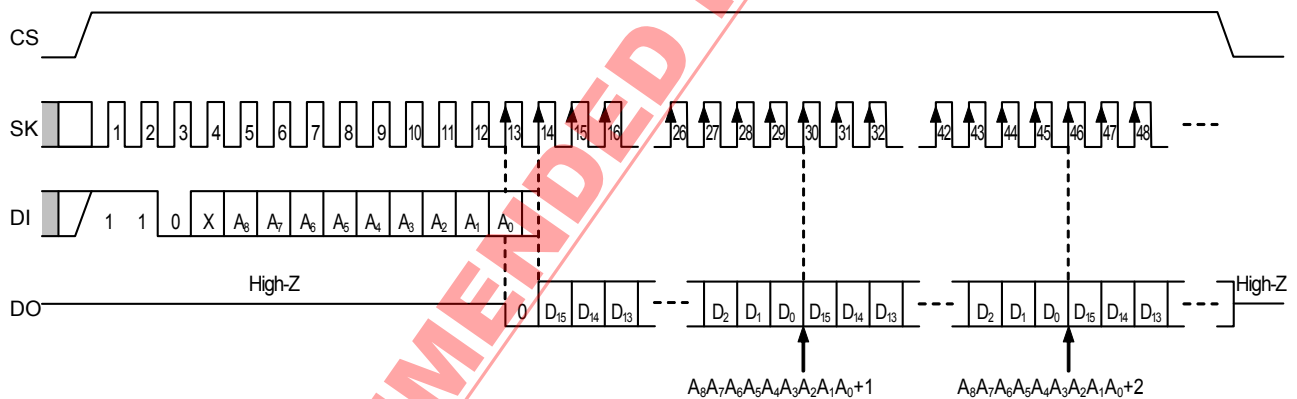 CS
SK 1 2 3 4 5 6 7 8 9 10 11 12 13 14 15 16 26 27 28 29 30 31 32 42 43 44 45 46 47 48
DI 1 1 0 X A₈ A₇ A₆ A₅ A₄ A₃ A₂ A₁ A₀
High-Z High-Z
DO 0 D₁₅ D₁₄ D₁₃ D₂ D₁ D₀ D₁₅ D₁₄ D₁₃ D₂ D₁ D₀ D₁₅ D₁₄ D₁₃
A₈A₇A₆A₅A₄A₃A₂A₁A₀+1 A₈A₇A₆A₅A₄A₃A₂A₁A₀+2
MMENDED